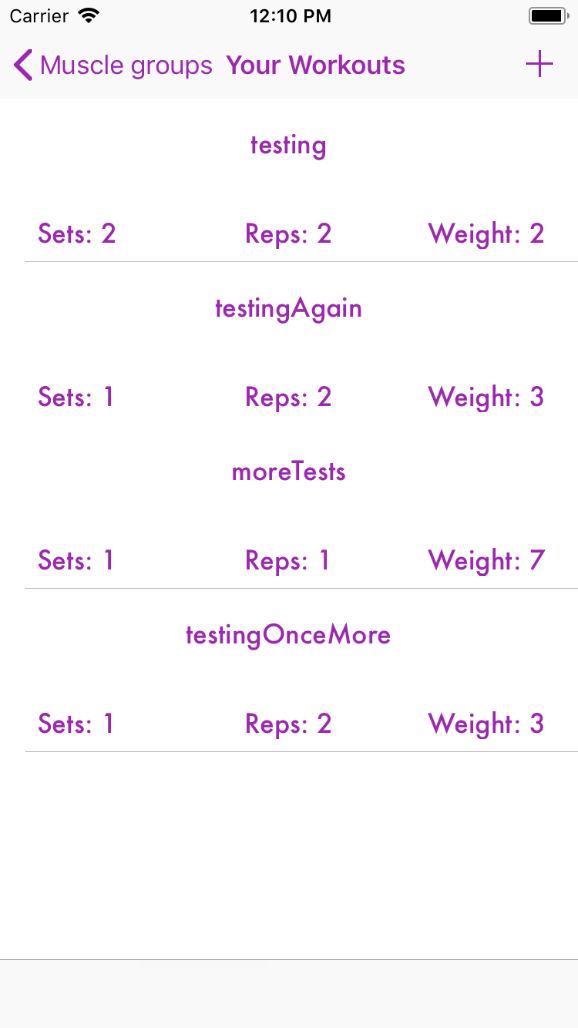 Carrier 12:10 PM
Muscle groups Your Workouts
testing
Sets: 2 Reps: 2 Weight: 2
testingAgain
Sets: 1 Reps: 2 Weight: 3
moreTests
Sets: 1 Reps: 1 Weight: 7
testingOnceMore
Sets: 1 Reps: 2 Weight: 3